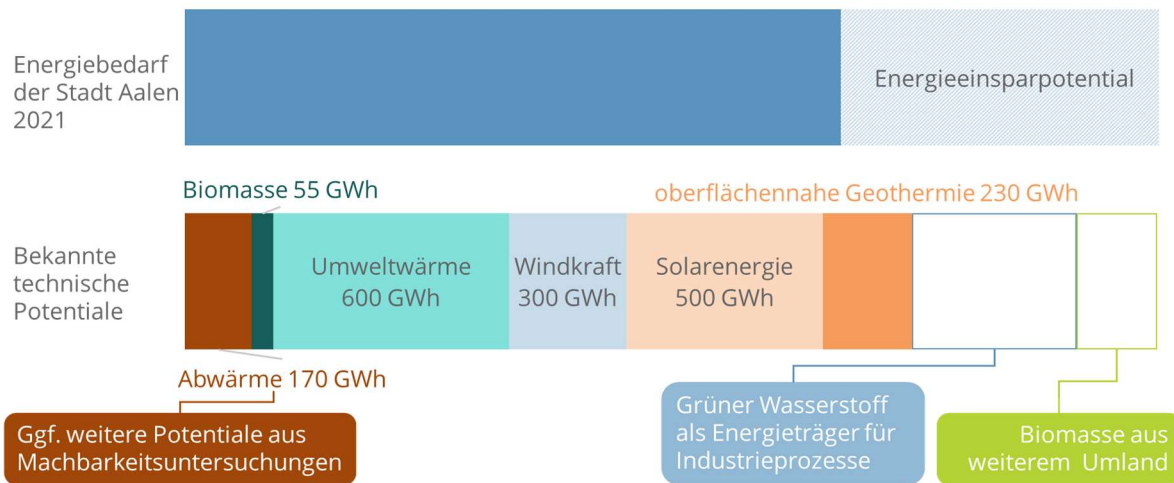 Energiebedarf
der Stadt Aalen
2021
Energieeinsparpotential
Biomasse 55 GWh
oberflächennahe Geothermie 230 GWh
Bekannte
technische
Potentiale
Umweltwärme
600 GWh
Windkraft
300 GWh
Solarenergie
500 GWh
Abwärme 170 GWh
Ggf. weitere Potentiale aus
Machbarkeitsuntersuchungen
Grüner Wasserstoff
als Energieträger für
Industrieprozesse
Biomasse aus
weiterem Umland